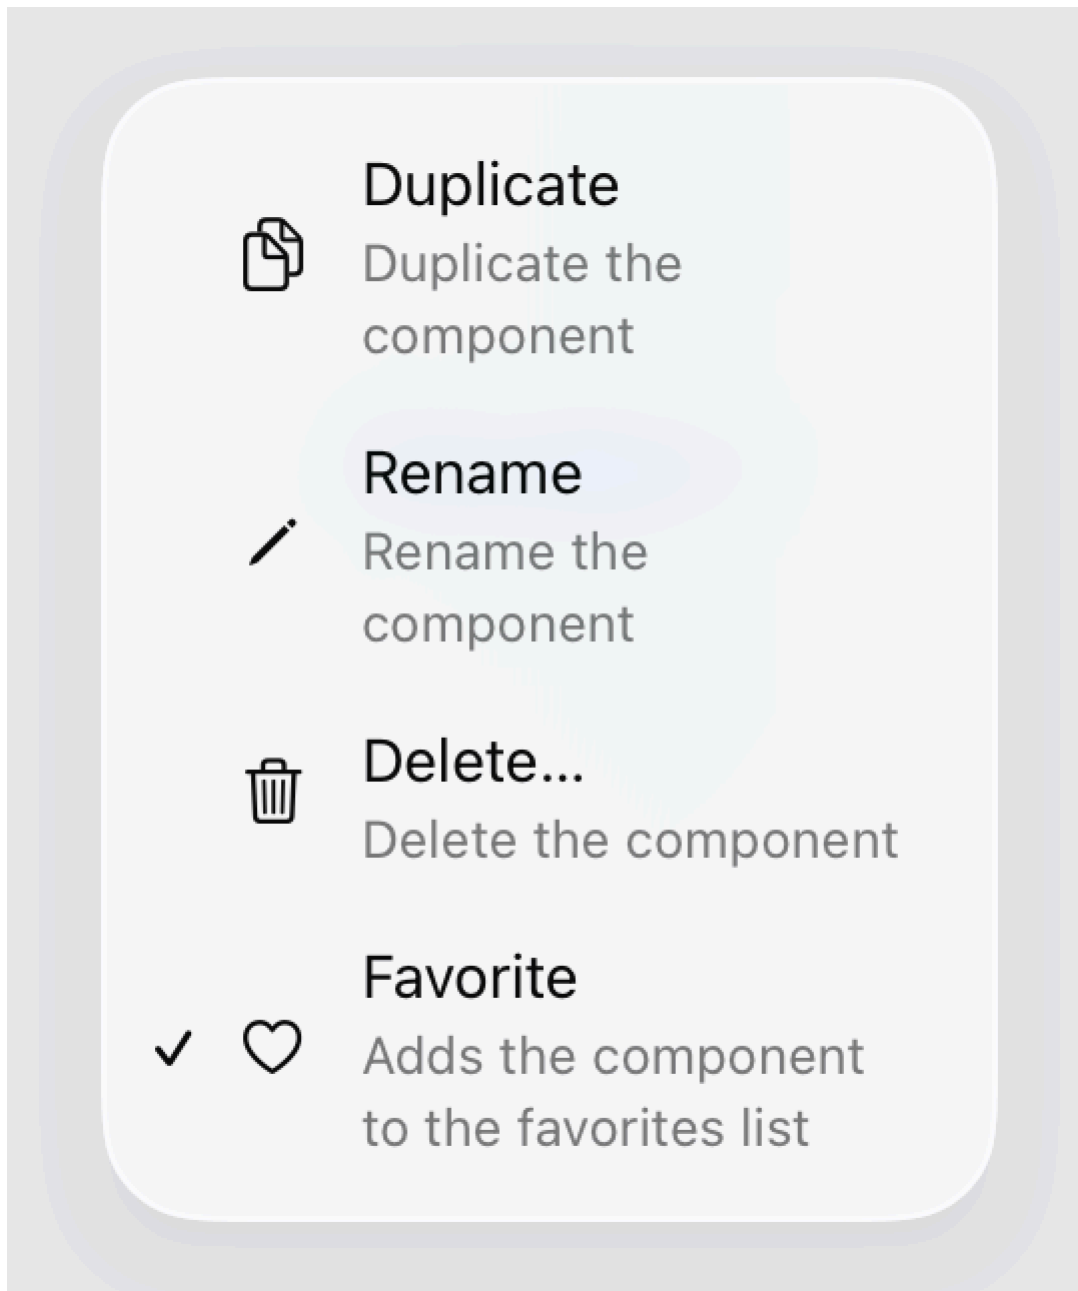 Duplicate
Duplicate the
component
Rename
Rename the
component
Delete...
Delete the component
Favorite
Adds the component
to the favorites list